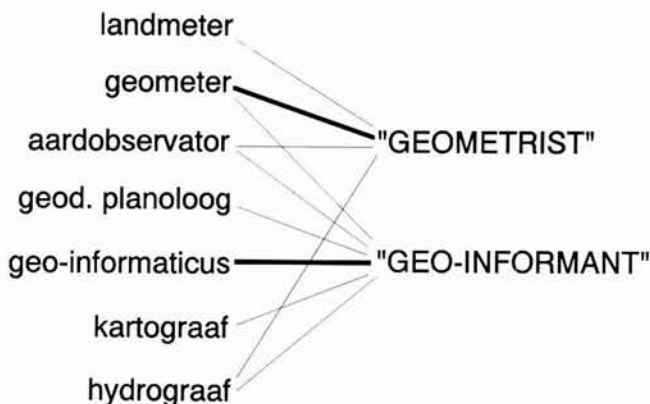 landmeter
geometer
aardobservator
geod. planoloog
geo-informaticus
kartograaf
hydrograaf
"GEOMETRIST"
"GEO-INFORMANT"